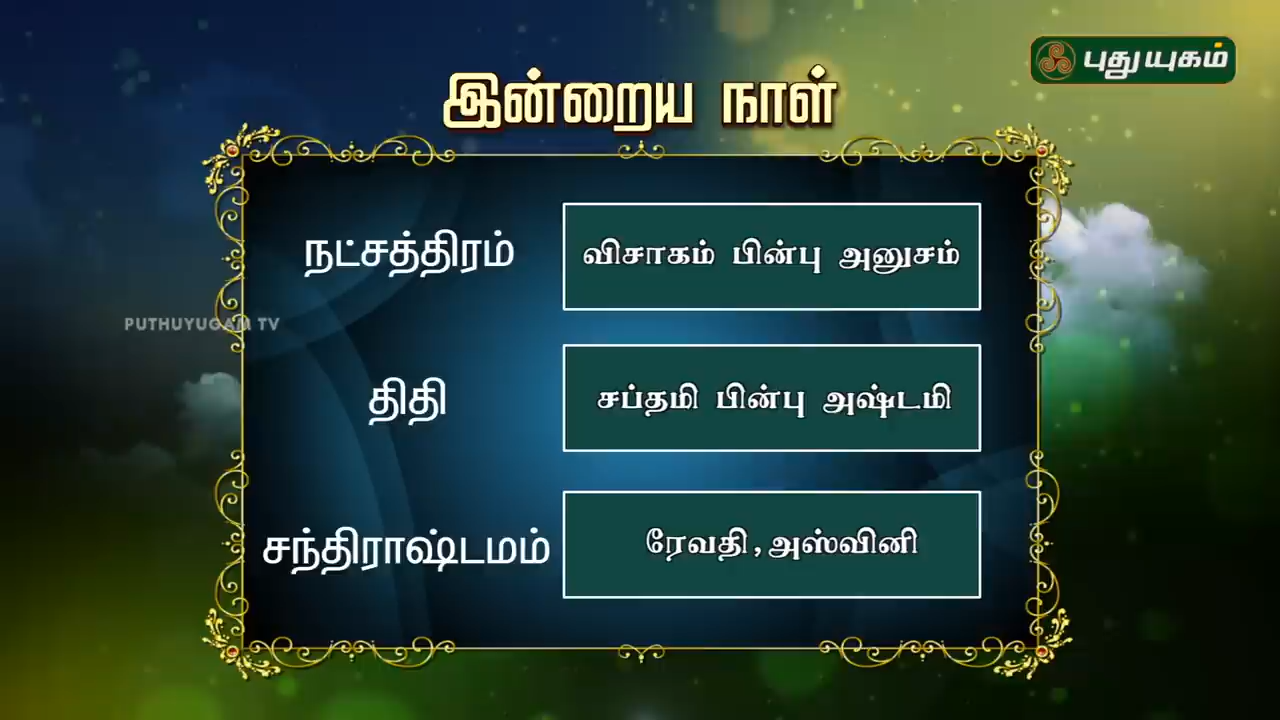 புதுயுகம்
இன்றைய நாள்
நட்சத்திரம்
விசாகம் பின்பு அனுசம்
PUTHUYUGAM TV
திதி
சப்தமி பின்பு அஷ்டமி
சந்திராஷ்டமம்
ரேவதி,அஸ்வினி